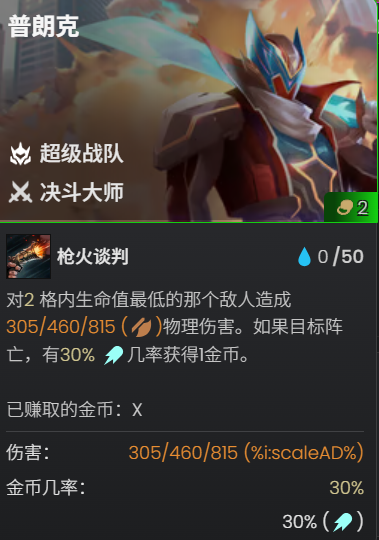 普朗克
超级战队
决斗大师
2
枪火谈判
0/50
对2 格内生命值最低的那个敌人造成
305/460/815 ()物理伤害。如果目标阵
亡，有30% 几率获得1金币。
已赚取的金币：X
伤害： 305/460/815 (%i:scaleAD%)
金币几率： 30%
30% ()